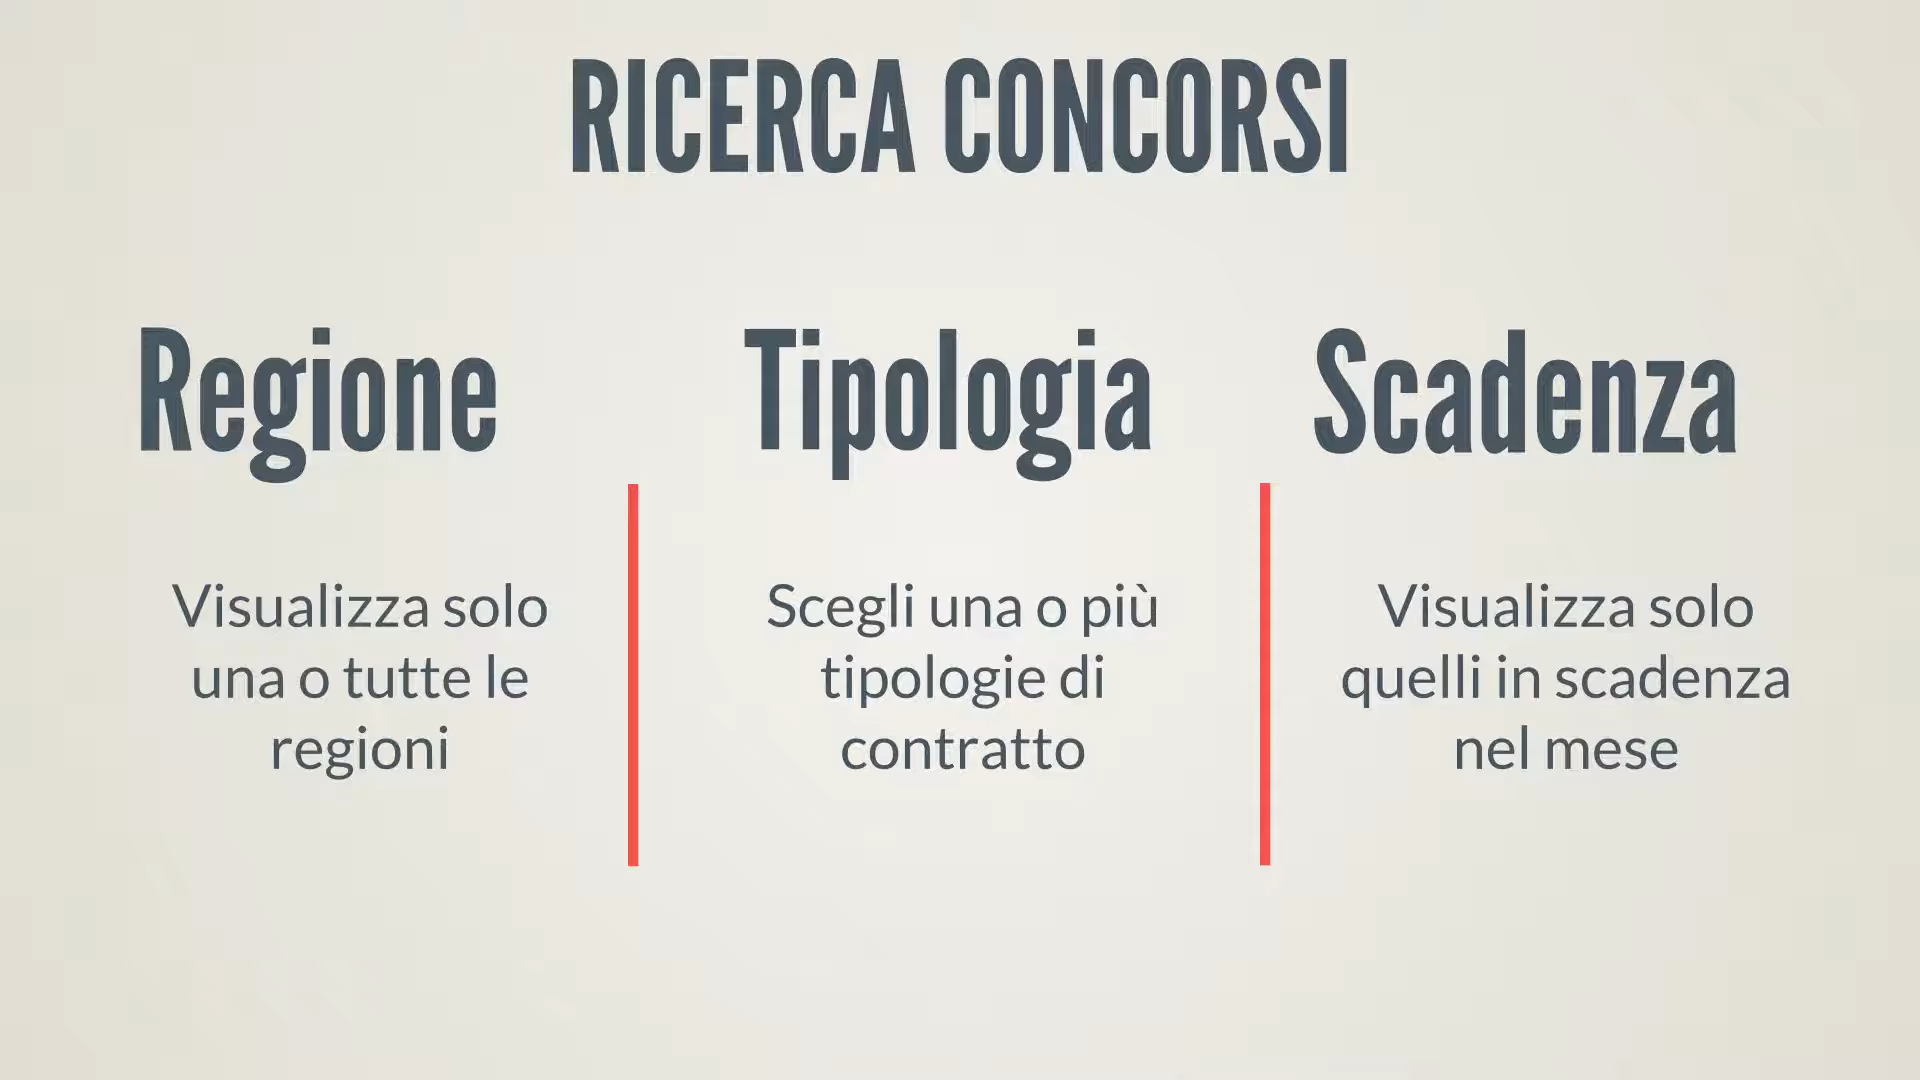 RICERCA CONCORSI
Regione
Visualizza solo
una o tutte le
regioni
Tipologia
Scegli una o più
tipologie di
contratto
Scadenza
Visualizza solo
quelli in scadenza
nel mese